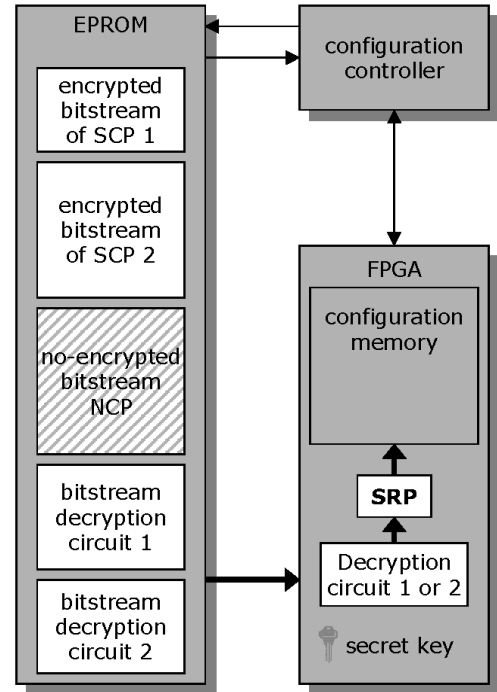 EPROM
encrypted
bitstream
of SCP 1
encrypted
bitstream
of SCP 2
no-encrypted
bitstream
NCP
bitstream
decryption
circuit 1
bitstream
decryption
circuit 2
configuration
controller
FPGA
configuration
memory
SRP
Decryption
circuit 1 or 2
secret key